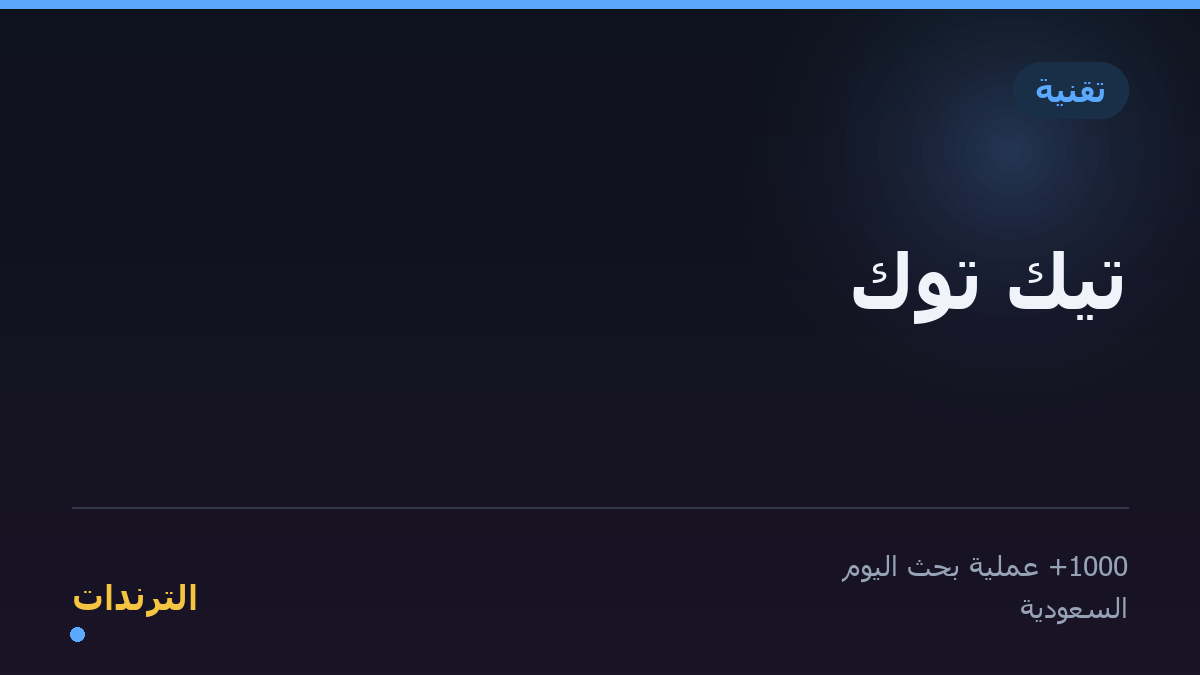 تقنية
تيك توك
1000+ عملية بحث اليوم
السعودية
الترندات